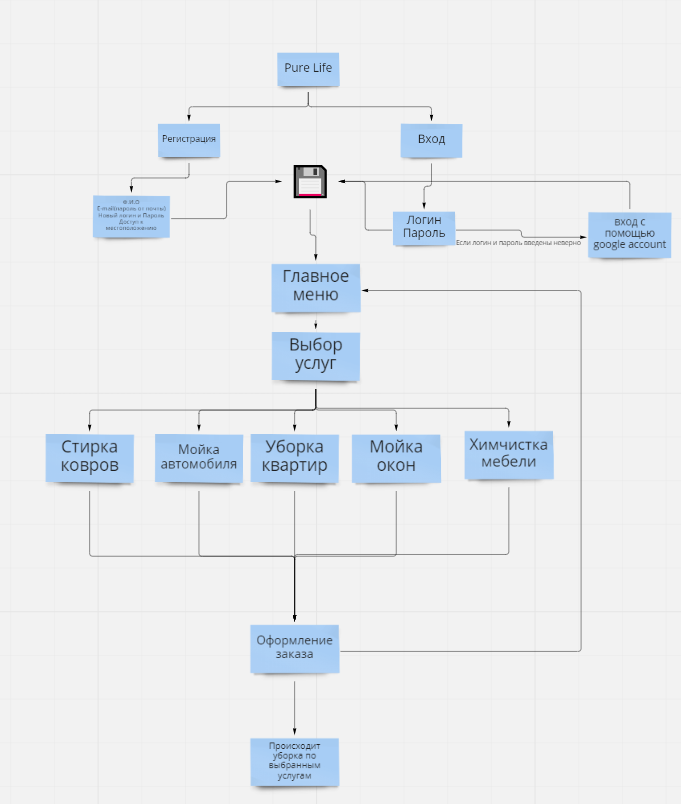 Pure Life
Регистрация
Вход
Ф.И.О
E-mail(пароль от почты)
Новый логин и Пароль
Доступ к
местоположению
Логин
Пароль
Если логин и пароль введены неверно
вход с
помощью
google account
Главное
меню
Выбор
услуг
Стирка
ковров
Мойка
автомобиля
Уборка
квартир
Мойка
окон
Химчистка
мебели
Оформление
заказа
Происходит
уборка по
выбранным
услугам